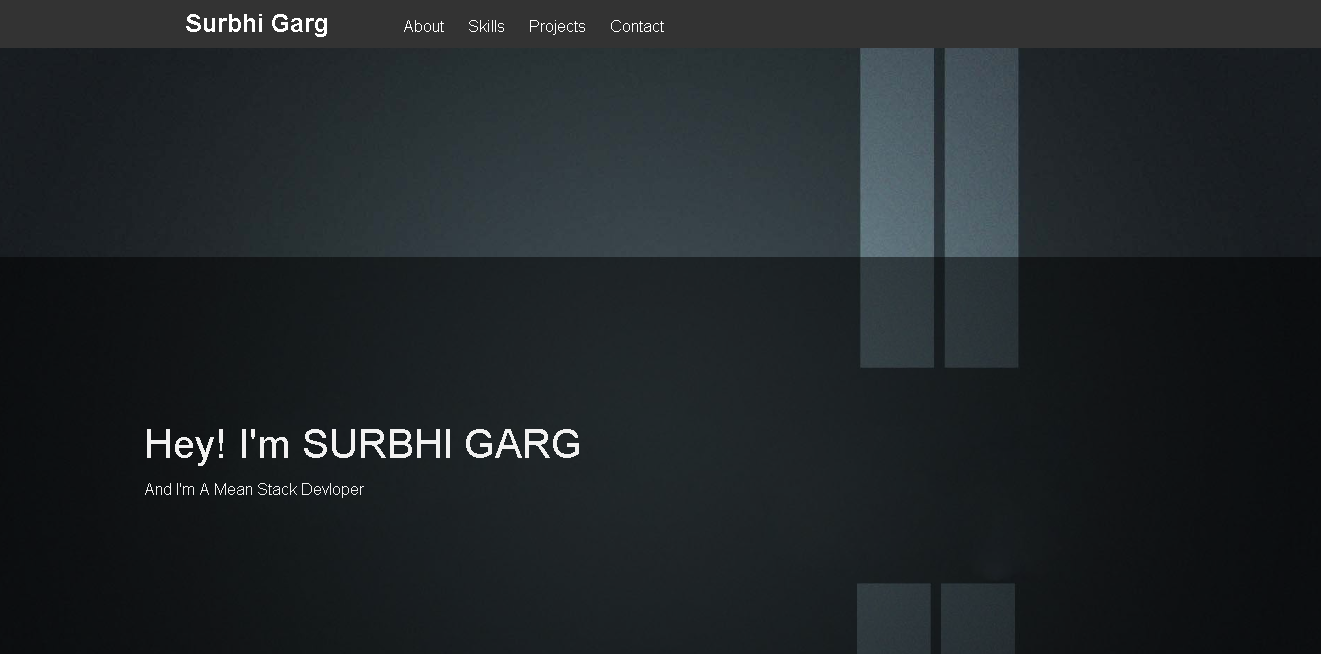 Surbhi Garg
About Skills Projects Contact
Hey! I'm SURBHI GARG
And I'm A Mean Stack Devloper